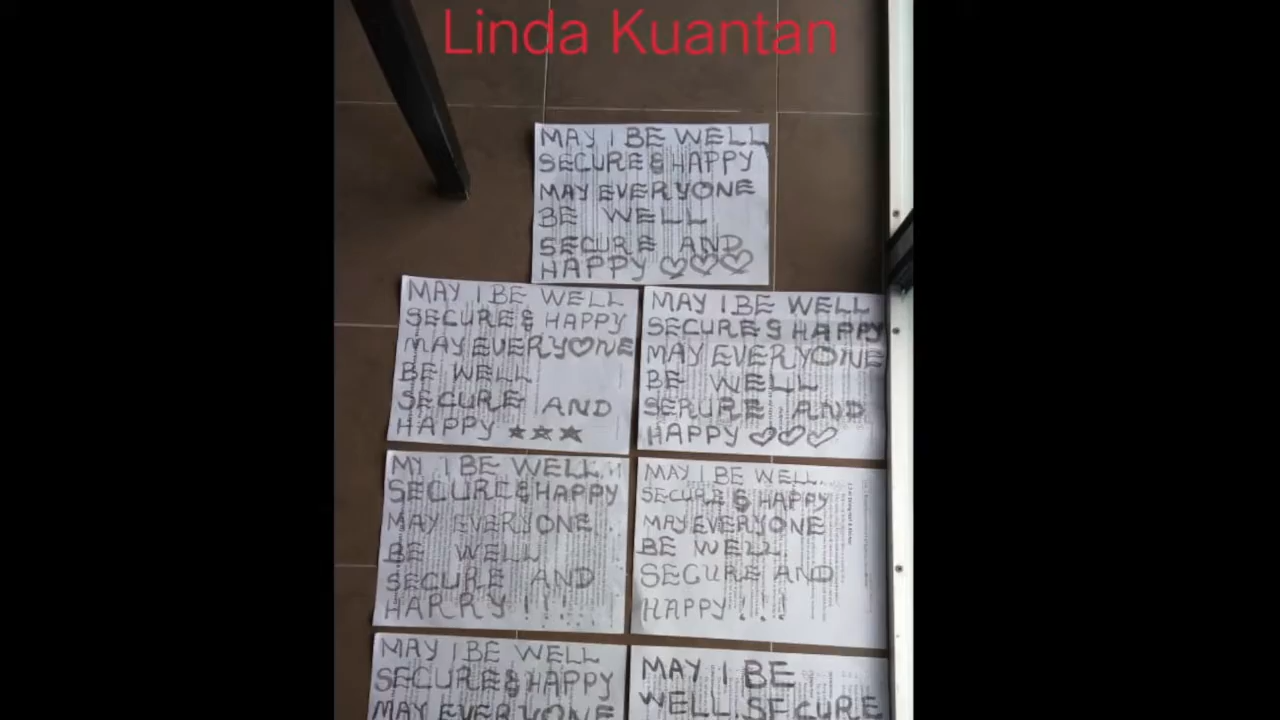 Linda Kuantan
MAY I BE WELL
SECURE & HAPPY
MAY EVERYONE
BE WELL
SECURE AND
HAPPY ♡♡♡
MAY I BE WELL
SECURE & HAPPY
MAY EVERYONE
BE WELL
SECURE AND
HAPPY ☆☆☆
MAY I BE WELL
SECURE & HAPPY
MAY EVERYONE
BE WELL
SERURE AND
HAPPY ♡♡♡
MY I BE WELL
SECURE & HAPPY
MAY EVERYONE
BE WELL
SECURE AND
HARRY !!!
MAY I BE WELL.
SECURE & HAPPY
MAY EVERYONE
BE WELL
SECURE AND
HAPPY !
MAY I BE WELL
SECURE & HAPPY
MAY EVERYONE
MAY I BE
WELL SECURE